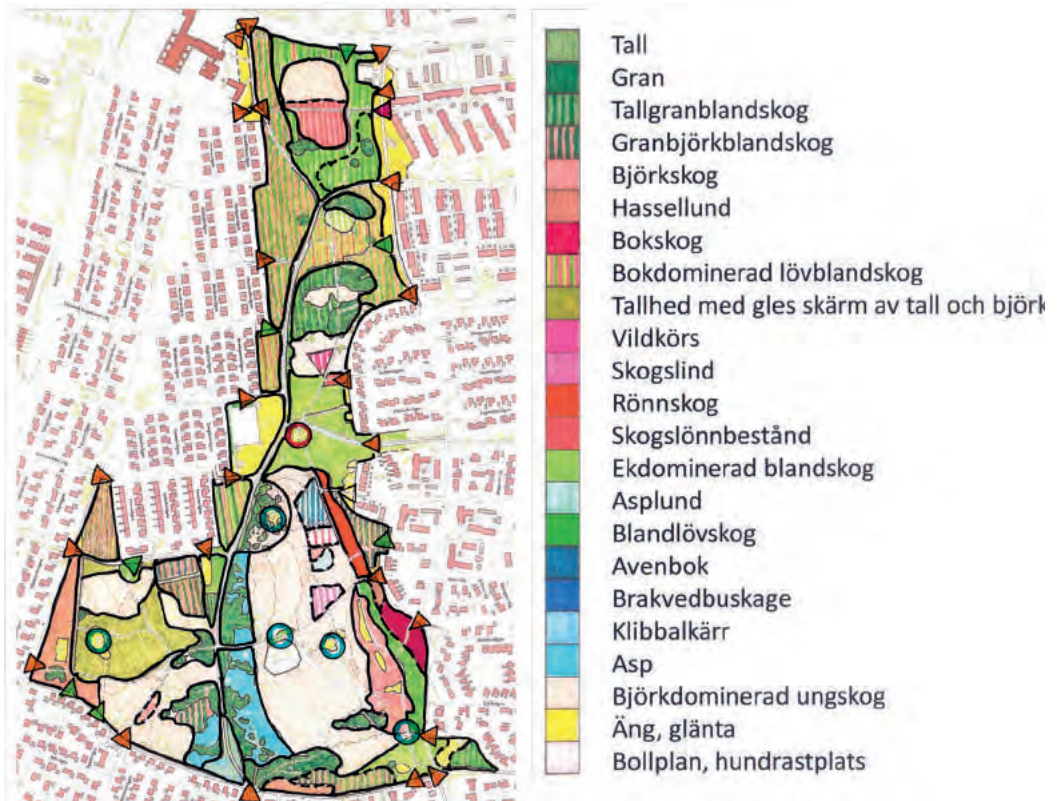 Tall
Gran
Tallgranblandskog
Granbjörkblandskog
Björkskog
Hassellund
Bokskog
Bokdominerad lövblandskog
Tallhed med gles skärm av tall och björk
Vildkörs
Skogslind
Rönnskog
Skogslönnbestånd
Ekdominerad blandskog
Asplund
Blandlövskog
Avenbok
Brakvedbuskage
Klibbalkärr
Asp
Björkdominerad ungskog
Äng, glänta
Bollplan, hundrastplats